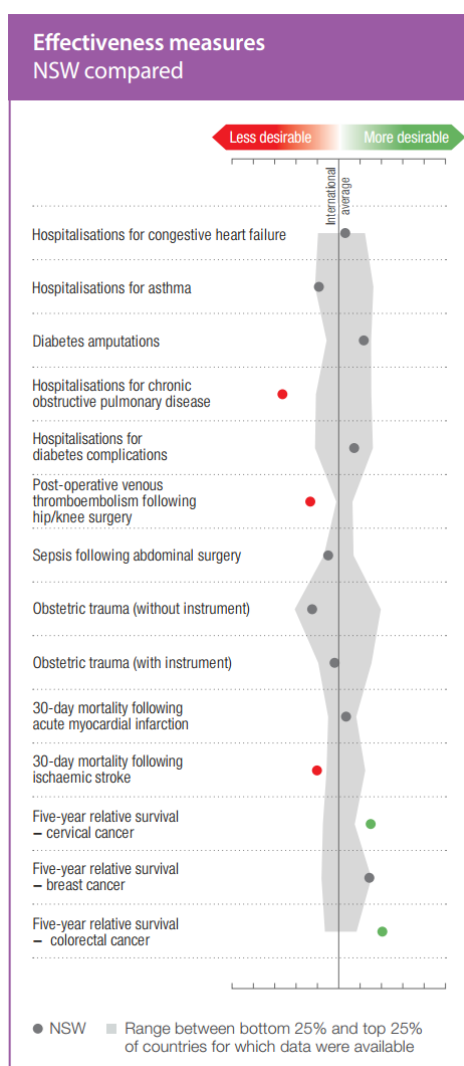 Effectiveness measures
NSW compared
Less desirable
More desirable
International
average
Hospitalisations for congestive heart failure
Hospitalisations for asthma
Diabetes amputations
Hospitalisations for chronic
obstructive pulmonary disease
Hospitalisations for
diabetes complications
Post-operative venous
thromboembolism following
hip/knee surgery
Sepsis following abdominal surgery
Obstetric trauma (without instrument)
Obstetric trauma (with instrument)
30-day mortality following
acute myocardial infarction
30-day mortality following
ischaemic stroke
Five-year relative survival
– cervical cancer
Five-year relative survival
– breast cancer
Five-year relative survival
– colorectal cancer
NSW
Range between bottom 25% and top 25%
of countries for which data were available